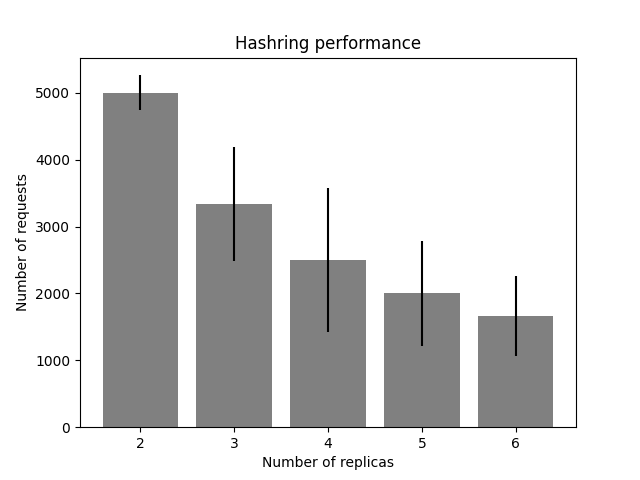 Hashring performance
Number of requests
5000
4000
3000
2000
1000
0
2 3 4 5 6
Number of replicas